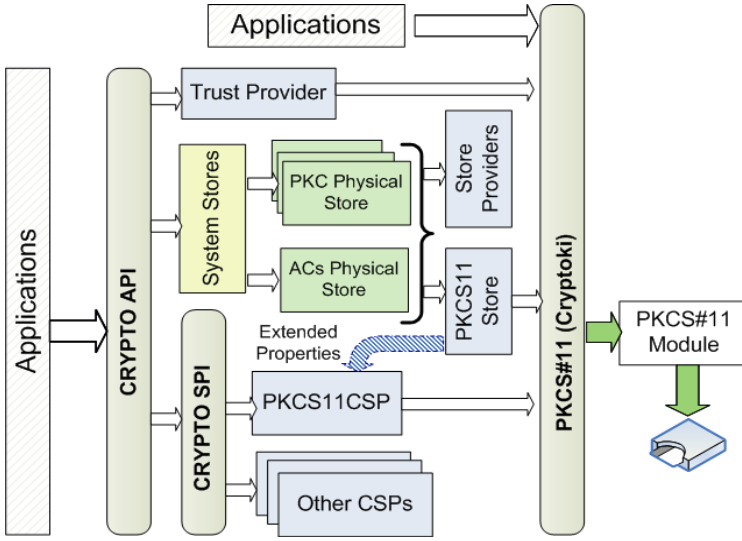 Applications
Applications
CRYPTO API
Trust Provider
System Stores
PKC Physical
Store
ACs Physical
Store
Store
Providers
PKCS11
Store
Extended
Properties
CRYPTO SPI
PKCS11CSP
Other CSPs
PKCS#11 (Cryptoki)
PKCS#11
Module